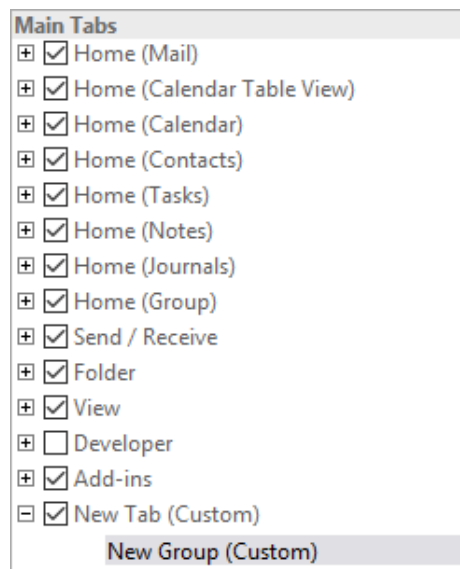 Main Tabs
Home (Mail)
Home (Calendar Table View)
Home (Calendar)
Home (Contacts)
Home (Tasks)
Home (Notes)
Home (Journals)
Home (Group)
Send / Receive
Folder
View
Developer
Add-ins
New Tab (Custom)
New Group (Custom)